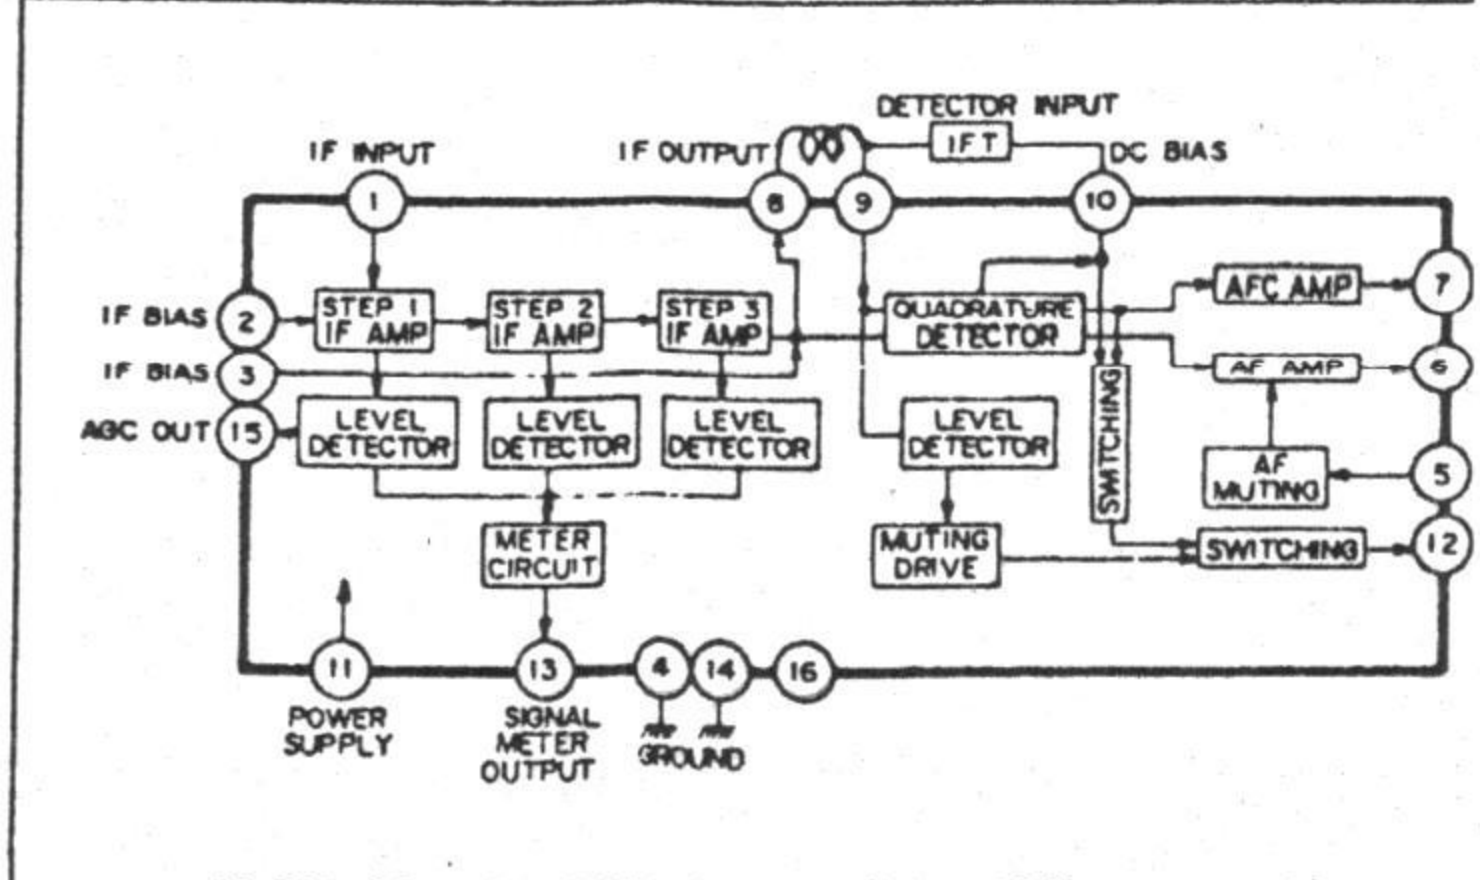 DETECTOR INPUT
IF INPUT
IF OUTPUT
IFT
DC BIAS
1
8
9
10
IF BIAS
2
STEP 1
IF AMP
STEP 2
IF AMP
STEP 3
IF AMP
QUADRATURE
DETECTOR
AFC AMP
7
IF BIAS
3
AF AMP
6
AGC OUT
15
LEVEL
DETECTOR
LEVEL
DETECTOR
LEVEL
DETECTOR
LEVEL
DETECTOR
SWITCHING
AF
MUTING
5
METER
CIRCUIT
MUTING
DRIVE
SWITCHING
12
11
13
4
14
16
POWER
SUPPLY
SIGNAL
METER
OUTPUT
GROUND